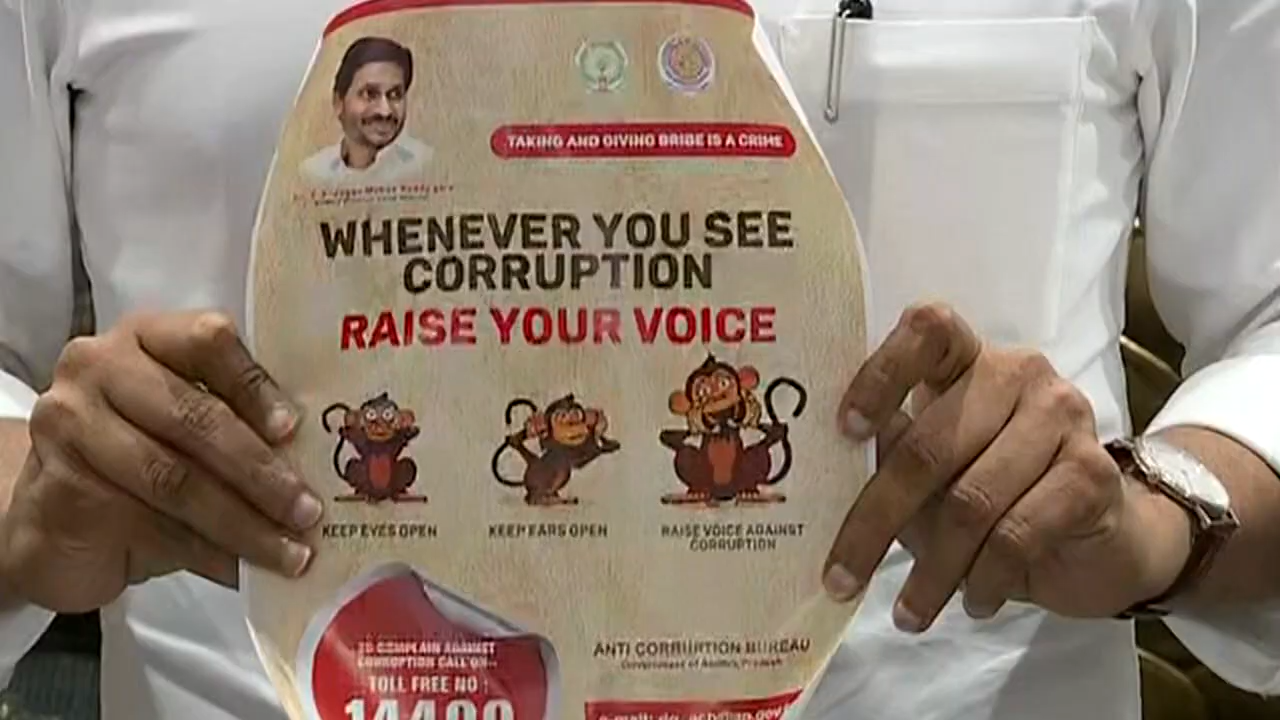 TAKING AND GIVING BRIBE IS A CRIME
WHENEVER YOU SEE
CORRUPTION
RAISE YOUR VOICE
KEEP EYES OPEN
KEEP EARS OPEN
RAISE VOICE AGAINST
CORRUPTION
TO COMPLAIN AGAINST
CORRUPTION CALL ON
TOLL FREE NO :
14400
ANTI CORRUPTION BUREAU
Government of Andhra Pradesh